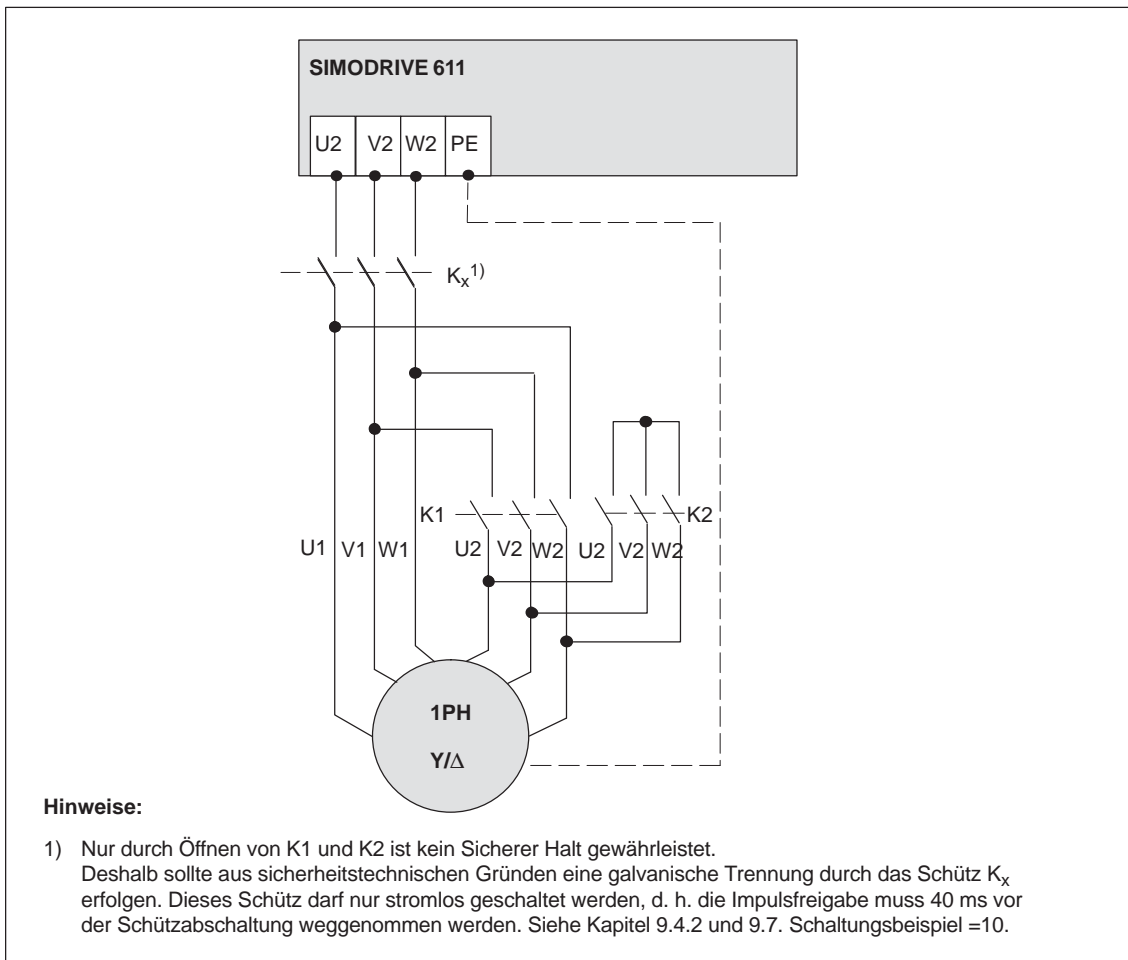 SIMODRIVE 611
U2 V2 W2 PE
Kx1)
K1 K2
U1 V1 W1 U2 V2 W2 U2 V2 W2
1PH
Y/Δ
Hinweise:
1) Nur durch Öffnen von K1 und K2 ist kein Sicherer Halt gewährleistet.
Deshalb sollte aus sicherheitstechnischen Gründen eine galvanische Trennung durch das Schütz Kx
erfolgen. Dieses Schütz darf nur stromlos geschaltet werden, d. h. die Impulsfreigabe muss 40 ms vor
der Schützabschaltung weggenommen werden. Siehe Kapitel 9.4.2 und 9.7. Schaltungsbeispiel =10.